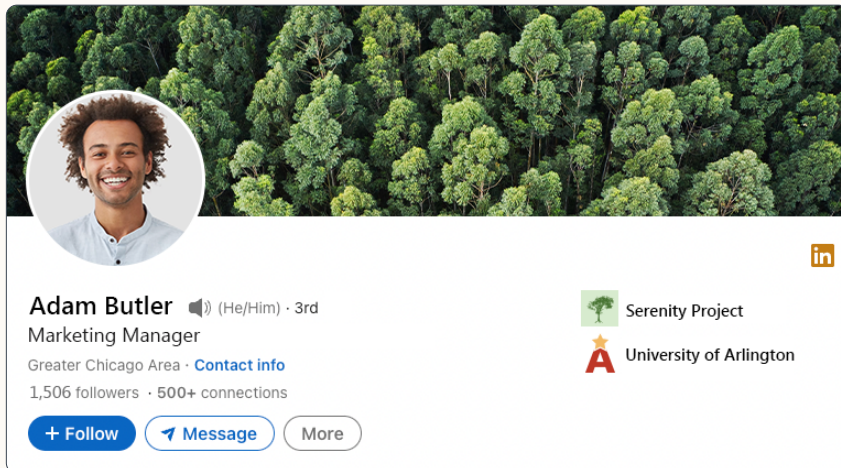 in
Adam Butler (He/Him) · 3rd
Serenity Project
Marketing Manager
University of Arlington
Greater Chicago Area · Contact info
1,506 followers · 500+ connections
+ Follow
Message
More